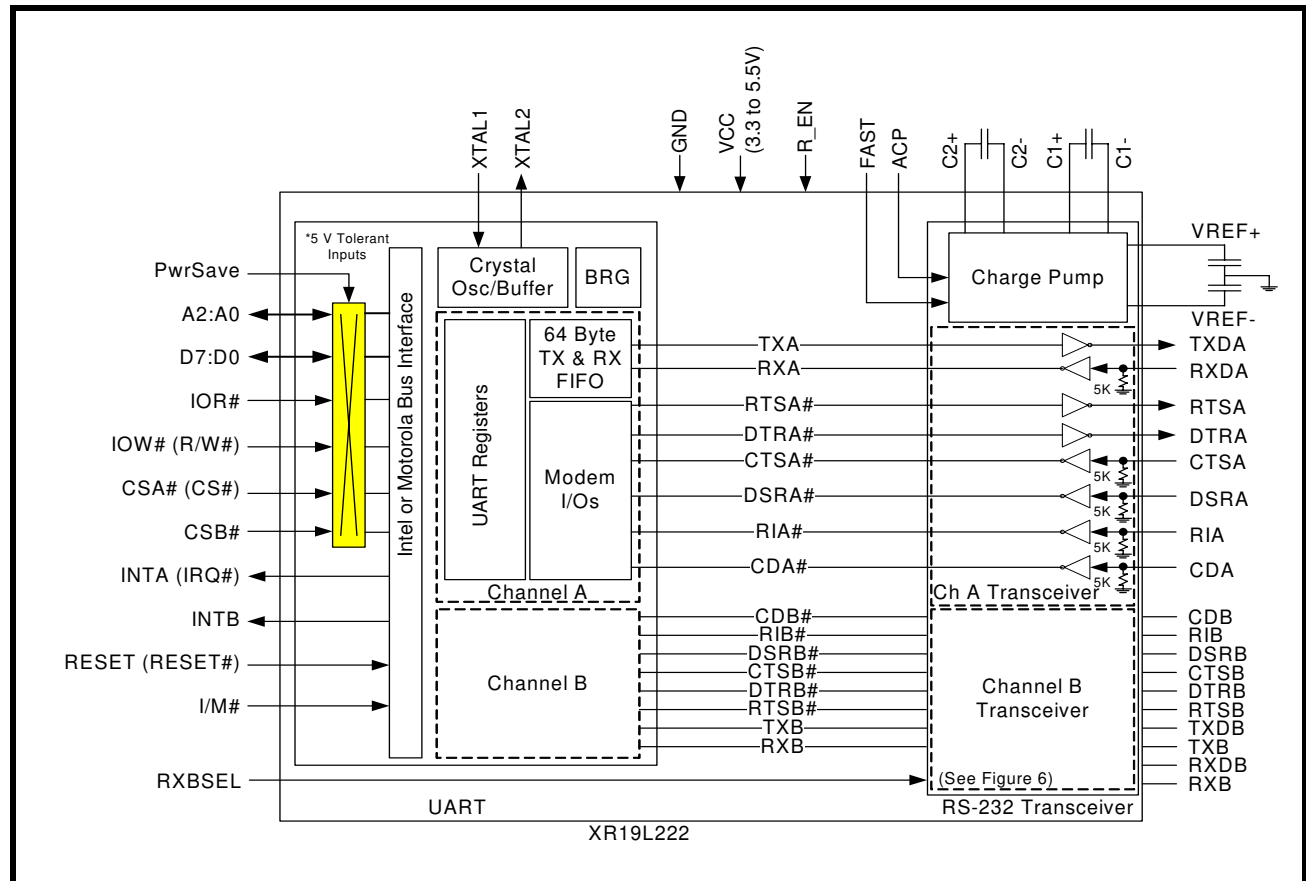 XTAL1
XTAL2
GND
VCC
(3.3 to 5.5V)
R_EN
FAST
ACP
C2+
C2-
C1+
C1-
*5 V Tolerant
Inputs
PwrSave
A2:A0
D7:D0
IOR#
IOW# (R/W#)
CSA# (CS#)
CSB#
INTA (IRQ#)
INTB
RESET (RESET#)
I/M#
RXBSEL
Intel or Motorola Bus Interface
Crystal
Osc/Buffer
BRG
UART Registers
64 Byte
TX & RX
FIFO
Modem
I/Os
Channel A
Channel B
UART
TXA
RXA
RTSA#
DTRA#
CTSA#
DSRA#
RIA#
CDA#
CDB#
RIB#
DSRB#
CTSB#
DTRB#
RTSB#
TXB
RXB
Charge Pump
5K
5K
5K
5K
5K
Ch A Transceiver
Channel B
Transceiver
(See Figure 6)
RS-232 Transceiver
VREF+
VREF-
TXDA
RXDA
RTSA
DTRA
CTSA
DSRA
RIA
CDA
CDB
RIB
DSRB
CTSB
DTRB
RTSB
TXDB
TXB
RXDB
RXB
XR19L222